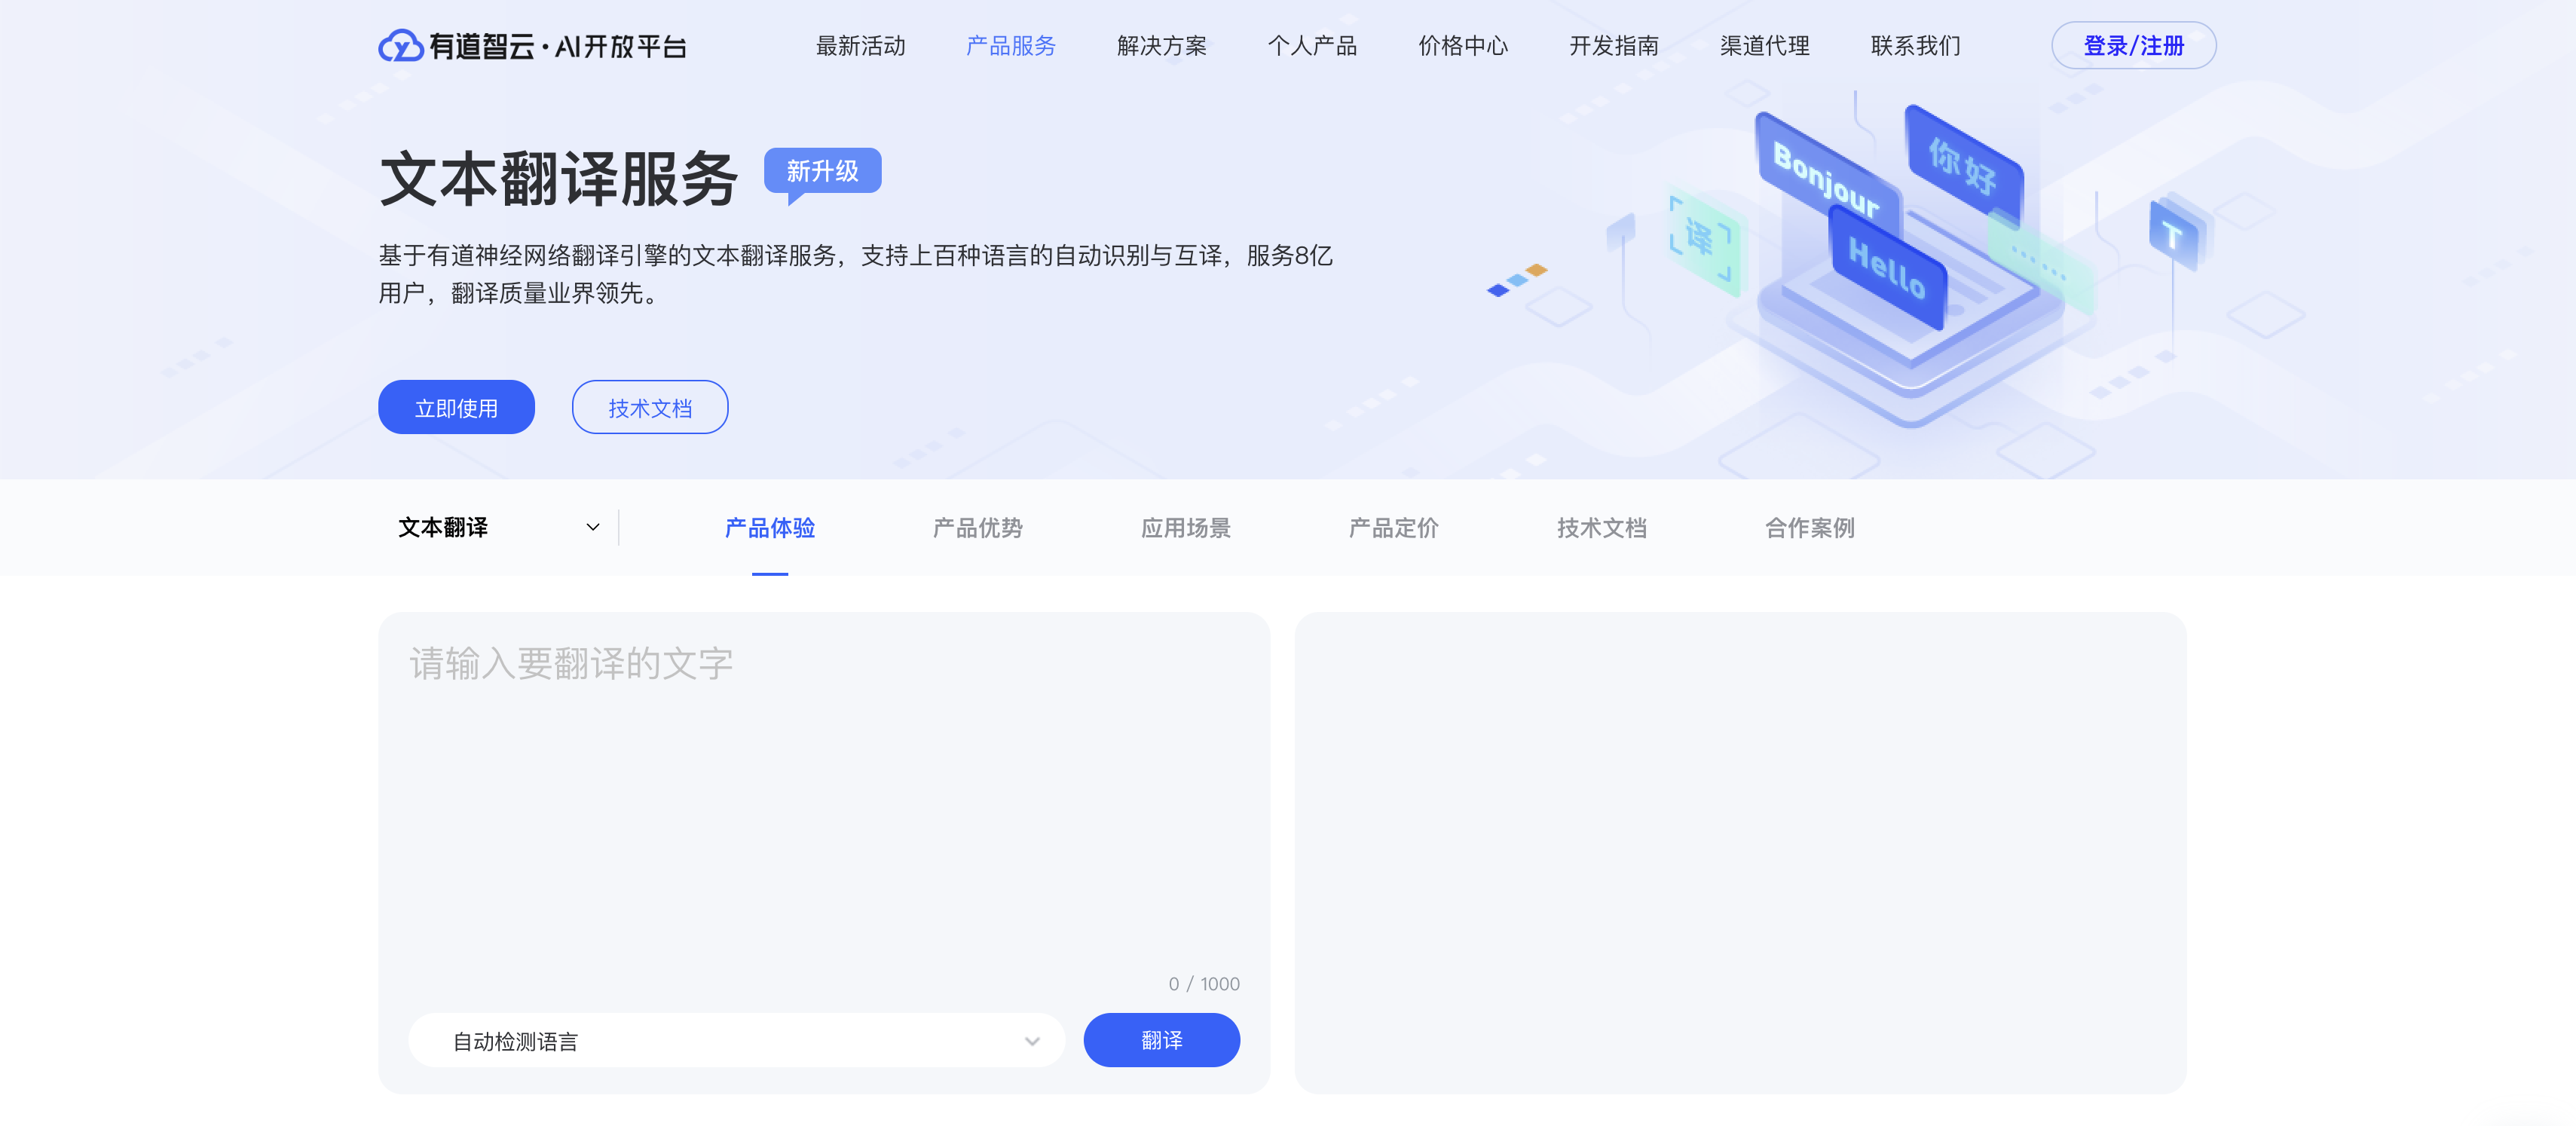 有道智云·AI开放平台
最新活动 产品服务 解决方案 个人产品 价格中心 开发指南 渠道代理 联系我们 登录/注册
文本翻译服务 新升级
基于有道神经网络翻译引擎的文本翻译服务，支持上百种语言的自动识别与互译，服务8亿
用户，翻译质量业界领先。
立即使用 技术文档
Bonjour
你好
译
Hello
......
T
文本翻译 产品体验 产品优势 应用场景 产品定价 技术文档 合作案例
请输入要翻译的文字
0 / 1000
自动检测语言 翻译